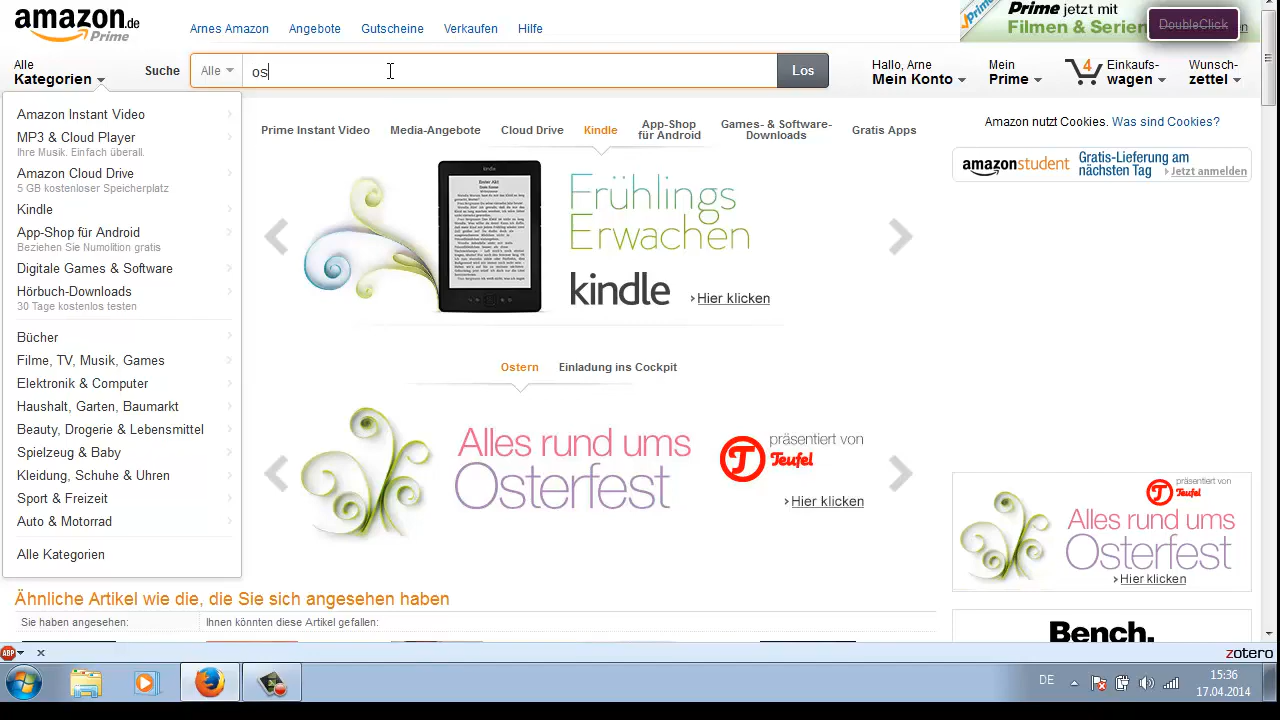 amazon.de
Prime
Arnes Amazon
Angebote
Gutscheine
Verkaufen
Hilfe
Prime jetzt mit
Filmen & Serien
DoubleClick
Alle
Kategorien
Suche
Alle
os
Los
Hallo, Arne
Mein Konto
Mein
Prime
4
Einkaufs-
wagen
Wunsch-
zettel
Amazon Instant Video
MP3 & Cloud Player
Ihre Musik. Einfach überall.
Amazon Cloud Drive
5 GB kostenloser Speicherplatz
Kindle
App-Shop für Android
Beziehen Sie Numolition gratis
Digitale Games & Software
Hörbuch-Downloads
30 Tage kostenlos testen
Bücher
Filme, TV, Musik, Games
Elektronik & Computer
Haushalt, Garten, Baumarkt
Beauty, Drogerie & Lebensmittel
Spielzeug & Baby
Kleidung, Schuhe & Uhren
Sport & Freizeit
Auto & Motorrad
Alle Kategorien
Prime Instant Video
Media-Angebote
Cloud Drive
Kindle
App-Shop
für Android
Games- & Software-
Downloads
Gratis Apps
Frühlings
Erwachen
kindle
Hier klicken
Ostern
Einladung ins Cockpit
Alles rund ums
Osterfest
präsentiert von
Teufel
Hier klicken
Amazon nutzt Cookies. Was sind Cookies?
amazonstudent
Gratis-Lieferung am
nächsten Tag
Jetzt anmelden
präsentiert von
Teufel
Alles rund ums
Osterfest
Hier klicken
Bench.
Ähnliche Artikel wie die, die Sie sich angesehen haben
Sie haben angesehen:
Ihnen könnten diese Artikel gefallen:
ABP
zotero
DE
15:36
17.04.2014